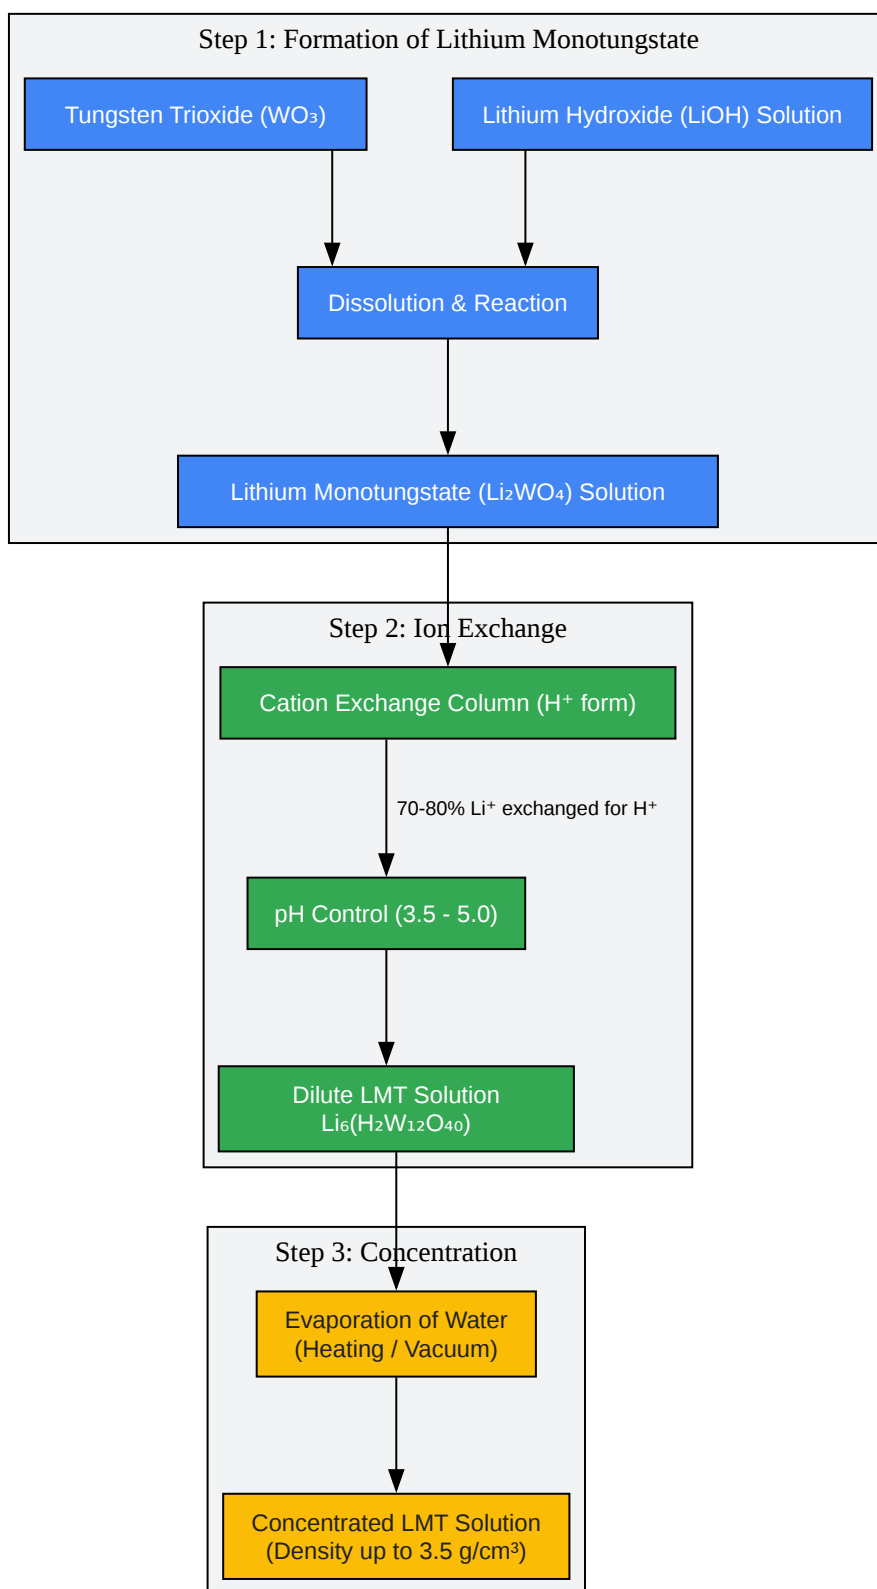 Step 1: Formation of Lithium Monotungstate
Tungsten Trioxide (WO₃)
Lithium Hydroxide (LiOH) Solution
Dissolution & Reaction
Lithium Monotungstate (Li₂WO₄) Solution
Step 2: Ion Exchange
Cation Exchange Column (H⁺ form)
70-80% Li⁺ exchanged for H⁺
pH Control (3.5 - 5.0)
Dilute LMT Solution
Li₆(H₂W₁₂O₄₀)
Step 3: Concentration
Evaporation of Water
(Heating / Vacuum)
Concentrated LMT Solution
(Density up to 3.5 g/cm³)